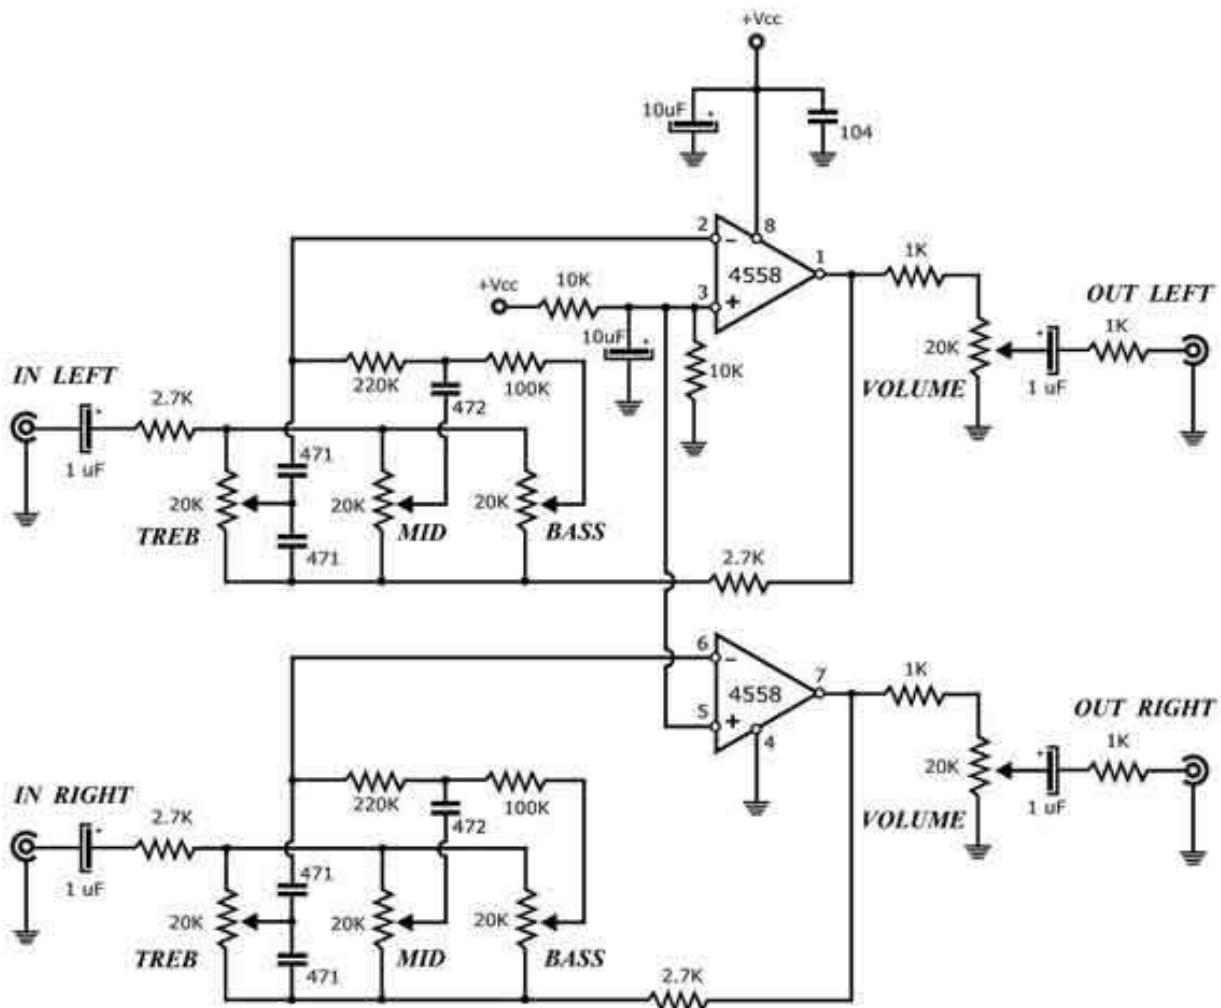 +Vcc
10uF
+
104
2
8
-
4558
1
1K
+Vcc
10K
3
+
OUT LEFT
10uF
+
20K
+
1K
IN LEFT
220K
100K
10K
VOLUME
1 uF
2.7K
472
+
1 uF
471
20K
20K
20K
TREB
MID
BASS
471
2.7K
6
-
7
4558
1K
5
+
4
OUT RIGHT
20K
+
1K
IN RIGHT
220K
100K
1 uF
2.7K
472
VOLUME
+
1 uF
471
20K
20K
20K
TREB
MID
BASS
471
2.7K